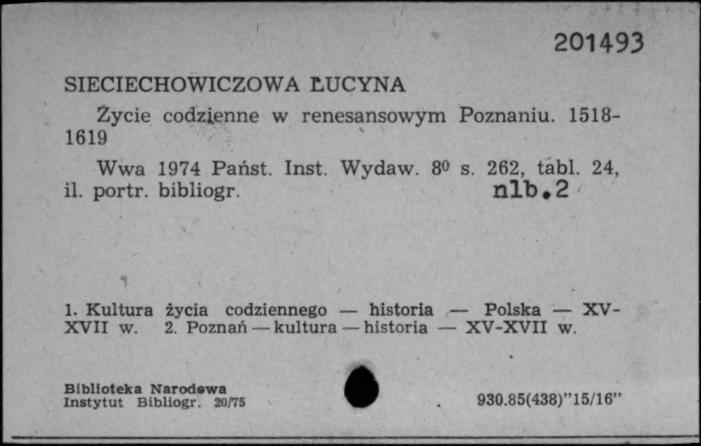 201493
SIECIECHOWICZOWA ŁUCYNA
Życie codzienne w renesansowym Poznaniu. 1518-
1619
Wwa 1974 Państ. Inst. Wydaw. 8⁰ s. 262, tabl. 24,
il. portr. bibliogr. nlb.2
1. Kultura życia codziennego — historia — Polska — XV-
XVII w. 2. Poznań — kultura — historia — XV-XVII w.
Biblioteka Narodowa
Instytut Bibliogr. 20/75 930.85(438)"15/16"